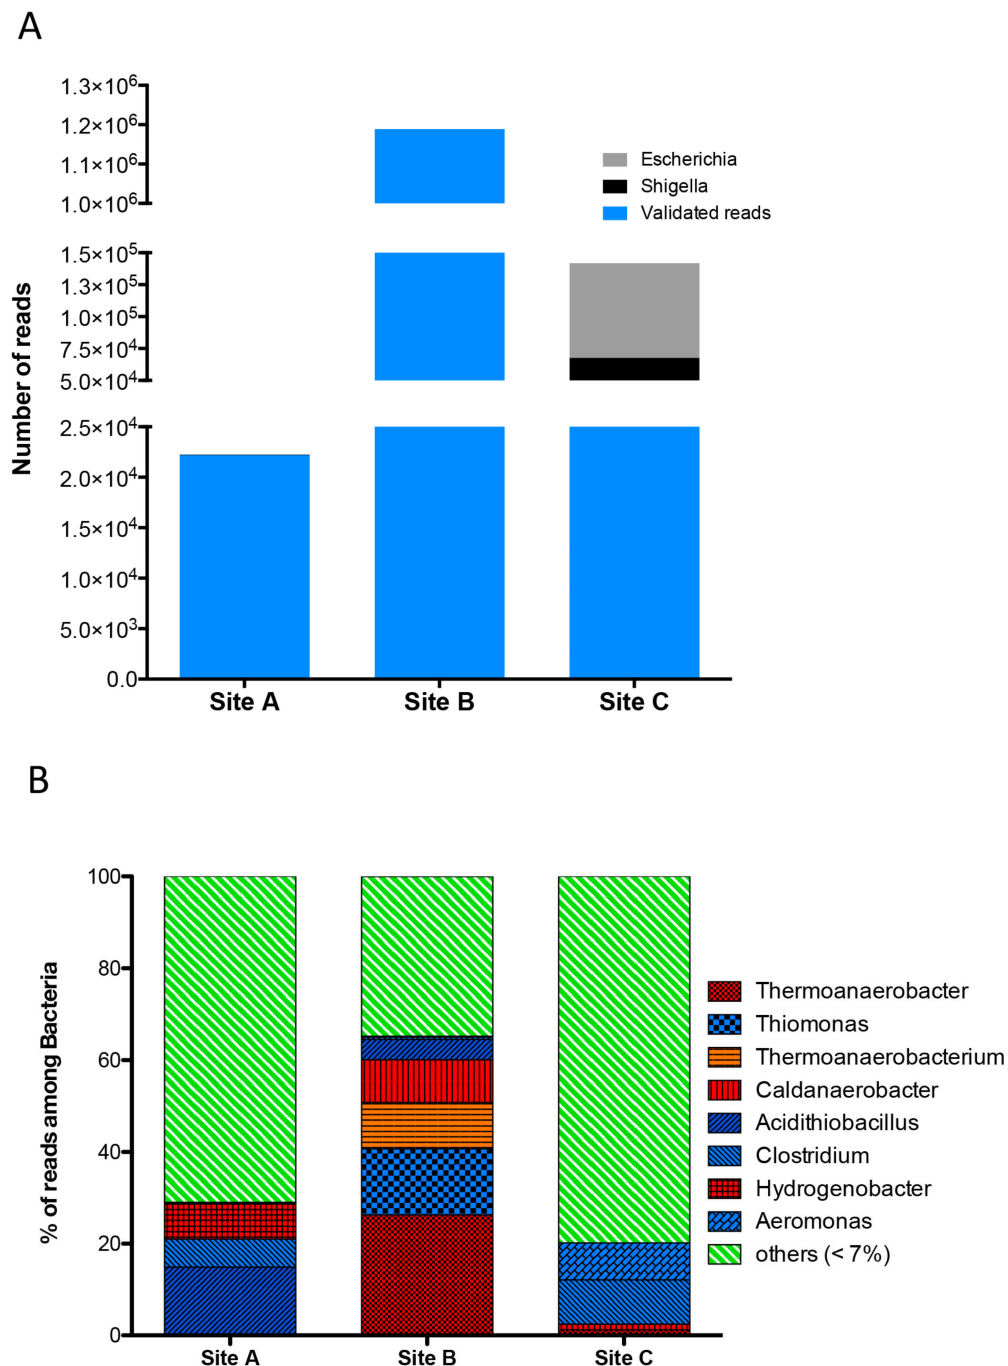 A
1.3×10⁶
1.2×10⁶
1.1×10⁶
1.0×10⁶
1.5×10⁵
1.3×10⁵
1.0×10⁵
7.5×10⁴
5.0×10⁴
2.5×10⁴
2.0×10⁴
1.5×10⁴
1.0×10⁴
5.0×10³
0.0
Number of reads
Escherichia
Shigella
Validated reads
Site A
Site B
Site C
B
100
80
60
40
20
0
% of reads among Bacteria
Thermoanaerobacter
Thiomonas
Thermoanaerobacterium
Caldanaerobacter
Acidithiobacillus
Clostridium
Hydrogenobacter
Aeromonas
others (< 7%)
Site A
Site B
Site C